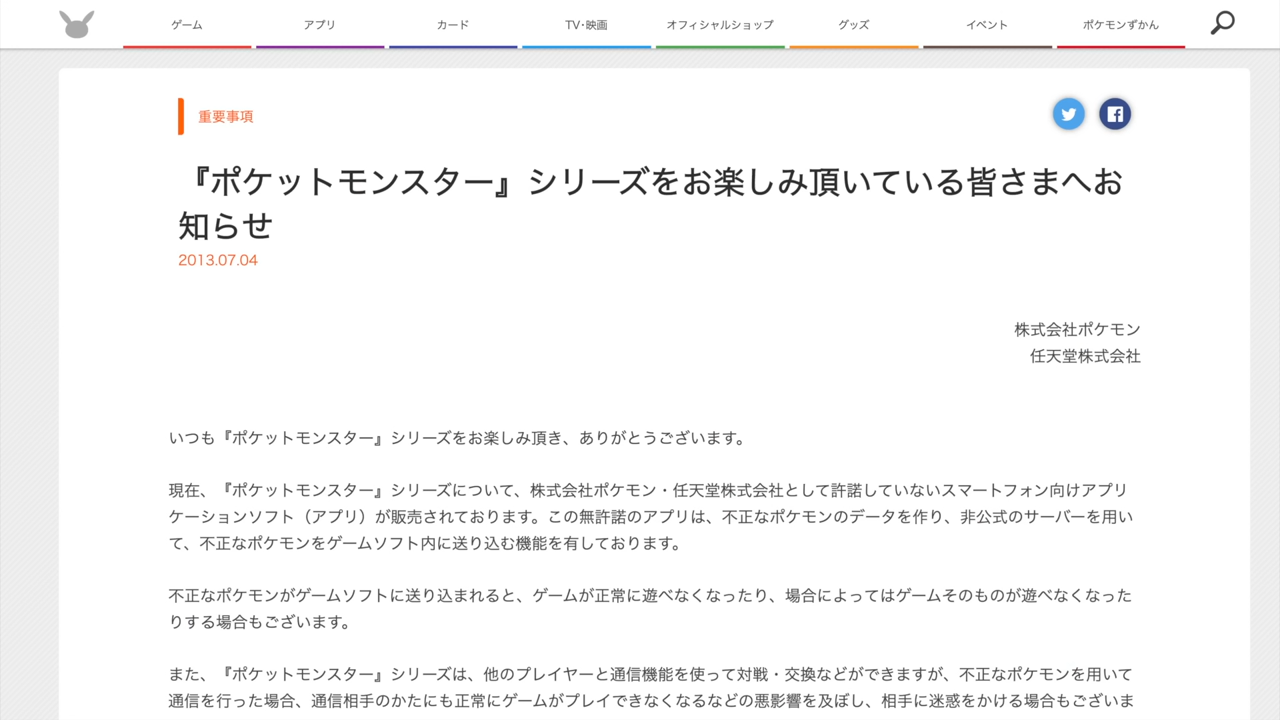 ゲーム
アプリ
カード
TV･映画
オフィシャルショップ
グッズ
イベント
ポケモンずかん
重要事項
『ポケットモンスター』シリーズをお楽しみ頂いている皆さまへお
知らせ
2013.07.04
株式会社ポケモン
任天堂株式会社
いつも『ポケットモンスター』シリーズをお楽しみ頂き、ありがとうございます。
現在、『ポケットモンスター』シリーズについて、株式会社ポケモン・任天堂株式会社として許諾していないスマートフォン向けアプリ
ケーションソフト（アプリ）が販売されております。この無許諾のアプリは、不正なポケモンのデータを作り、非公式のサーバーを用い
て、不正なポケモンをゲームソフト内に送り込む機能を有しております。
不正なポケモンがゲームソフトに送り込まれると、ゲームが正常に遊べなくなったり、場合によってはゲームそのものが遊べなくなった
りする場合もございます。
また、『ポケットモンスター』シリーズは、他のプレイヤーと通信機能を使って対戦・交換などができますが、不正なポケモンを用いて
通信を行った場合、通信相手のかたにも正常にゲームがプレイできなくなるなどの悪影響を及ぼし、相手に迷惑をかける場合もございま